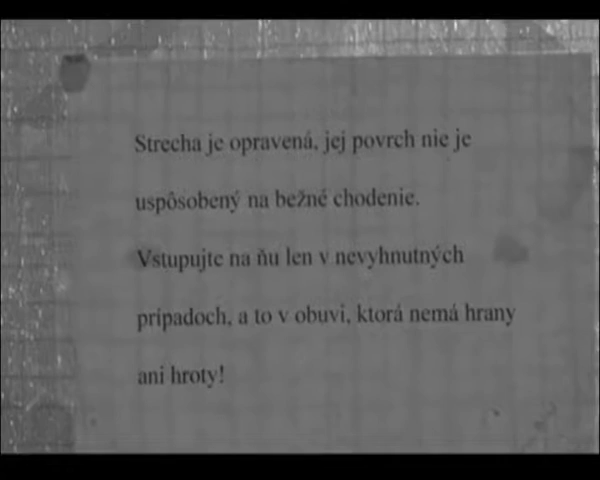 Strecha je opravená, jej povrch nie je
uspôsobený na bežné chodenie.
Vstupujte na ňu len v nevyhnutných
prípadoch, a to v obuvi, ktorá nemá hrany
ani hroty!